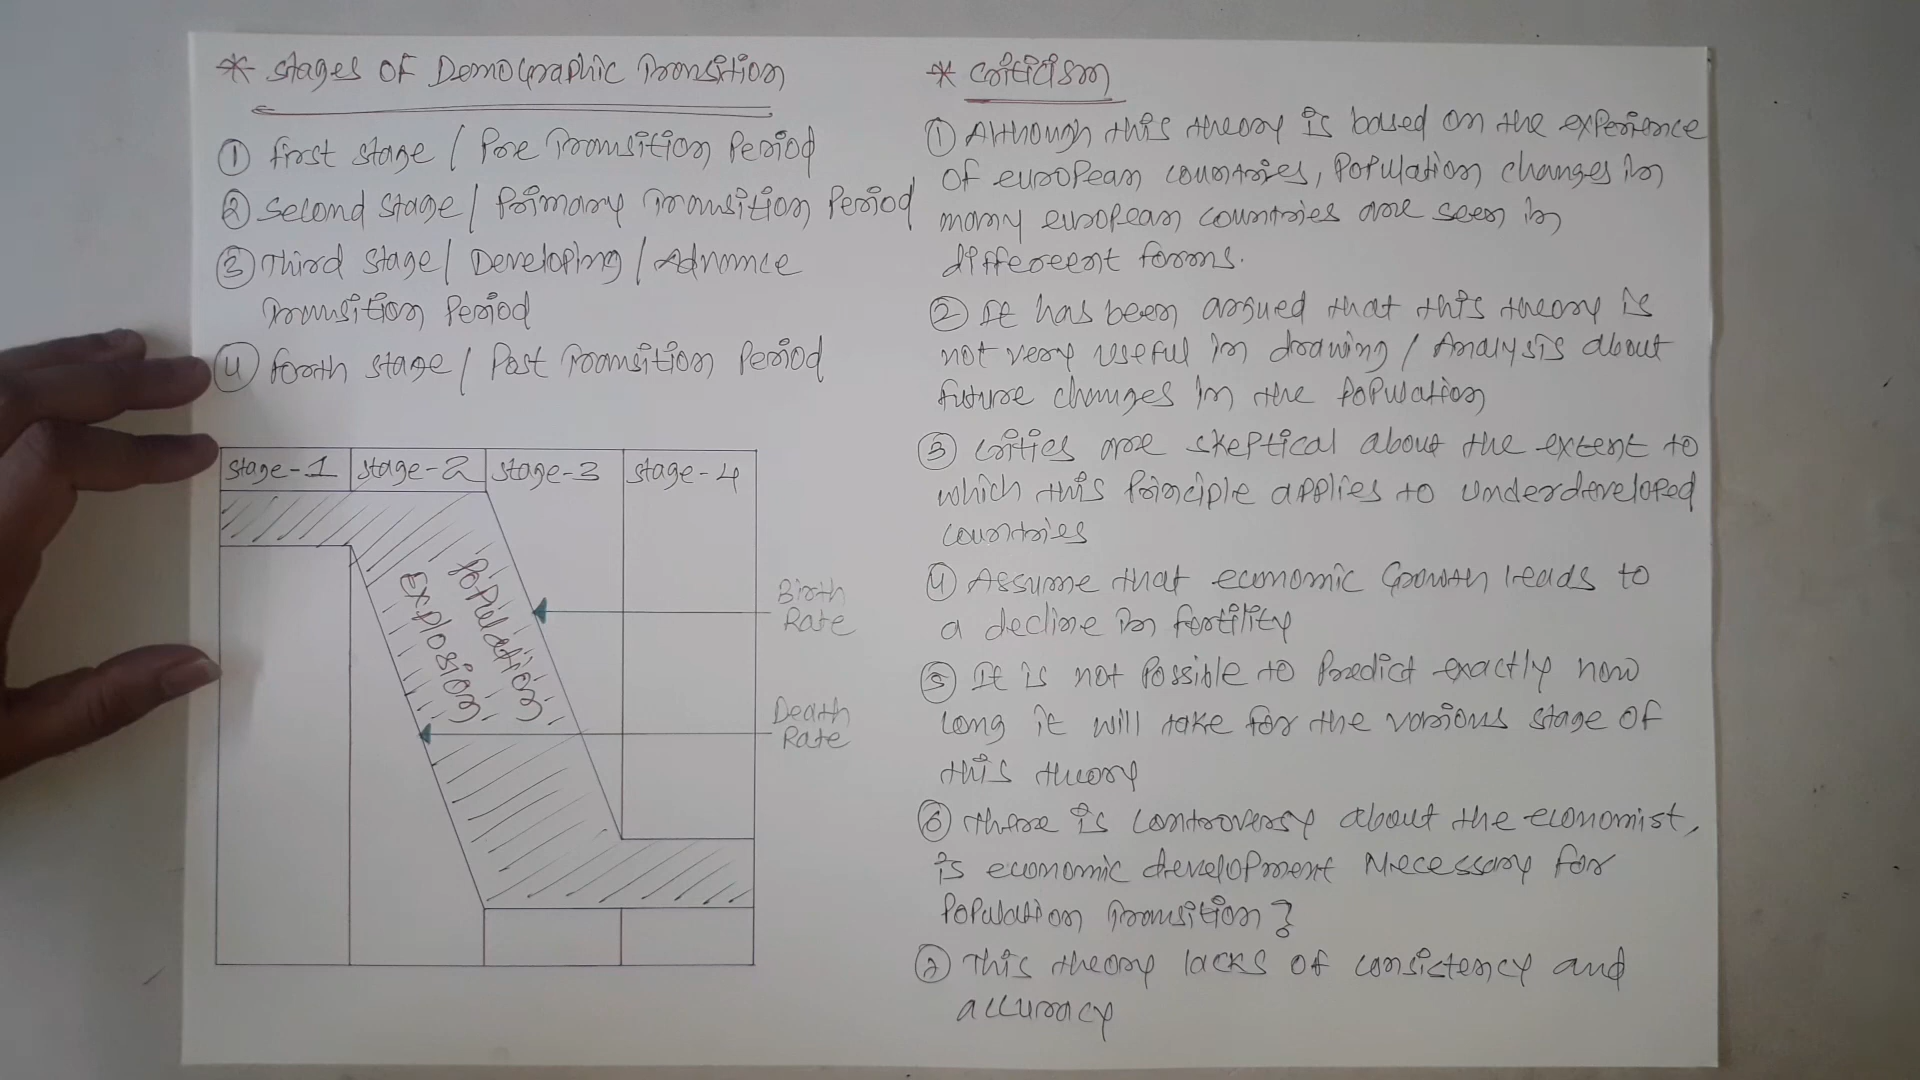 * Stages of Demographic Transition
① First stage / Pre Transition Period
② Second stage / Primary Transition Period
③ Third stage / Developing / Advance
Transition Period
④ Forth stage / Post Transition Period
Stage-1 Stage-2 Stage-3 Stage-4
Population
Explosion
Birth
Rate
Death
Rate
* Criticism
① Although this theory is based on the experience
of european countries, Population changes in
many european countries are seen in
differeent forms.
② It has been argued that this theory is
not very useful in drawing / Analysis about
future changes in the population
③ Critics are skeptical about the extent to
which this Principle applies to underdeveloped
countries
④ Assume that economic Growth leads to
a decline in fertility
⑤ It is not Possible to Predict exactly how
long it will take for the various stage of
this theory
⑥ There is controversy about the economist,
is economic development Necessary for
Population Transition?
⑦ This theory lacks of consistency and
accuracy